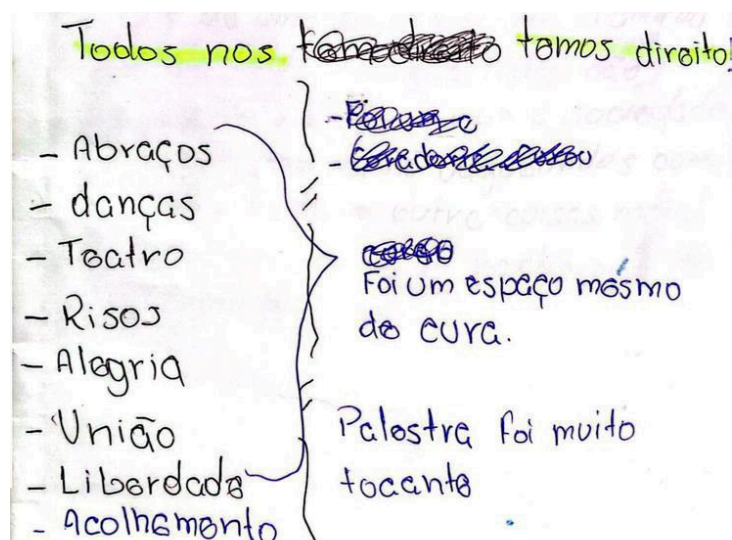 Todos nos temos direito!
- Abraços
- danças
- Teatro
- Risos
- Alegria
- União
- Liberdade
- Acolhemento
Foi um espaço mesmo
de cura.
Palestra foi muito
tocante